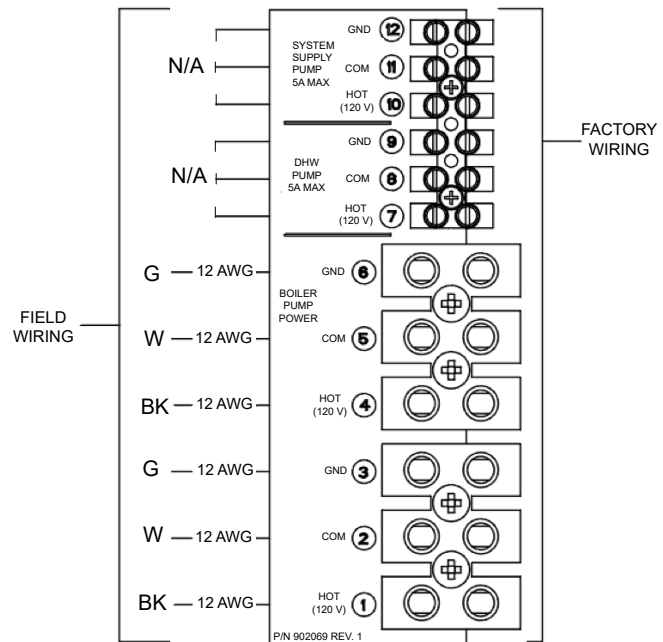 GND 12
SYSTEM
SUPPLY
PUMP
5A MAX
N/A
COM 11
HOT
(120 V) 10
GND 9
DHW
PUMP
5A MAX
N/A
COM 8
HOT
(120 V) 7
FACTORY
WIRING
G 12 AWG GND 6
BOILER
PUMP
POWER
FIELD
WIRING
W 12 AWG COM 5
BK 12 AWG HOT
(120 V) 4
G 12 AWG GND 3
W 12 AWG COM 2
BK 12 AWG HOT
(120 V) 1
P/N 902069 REV. 1